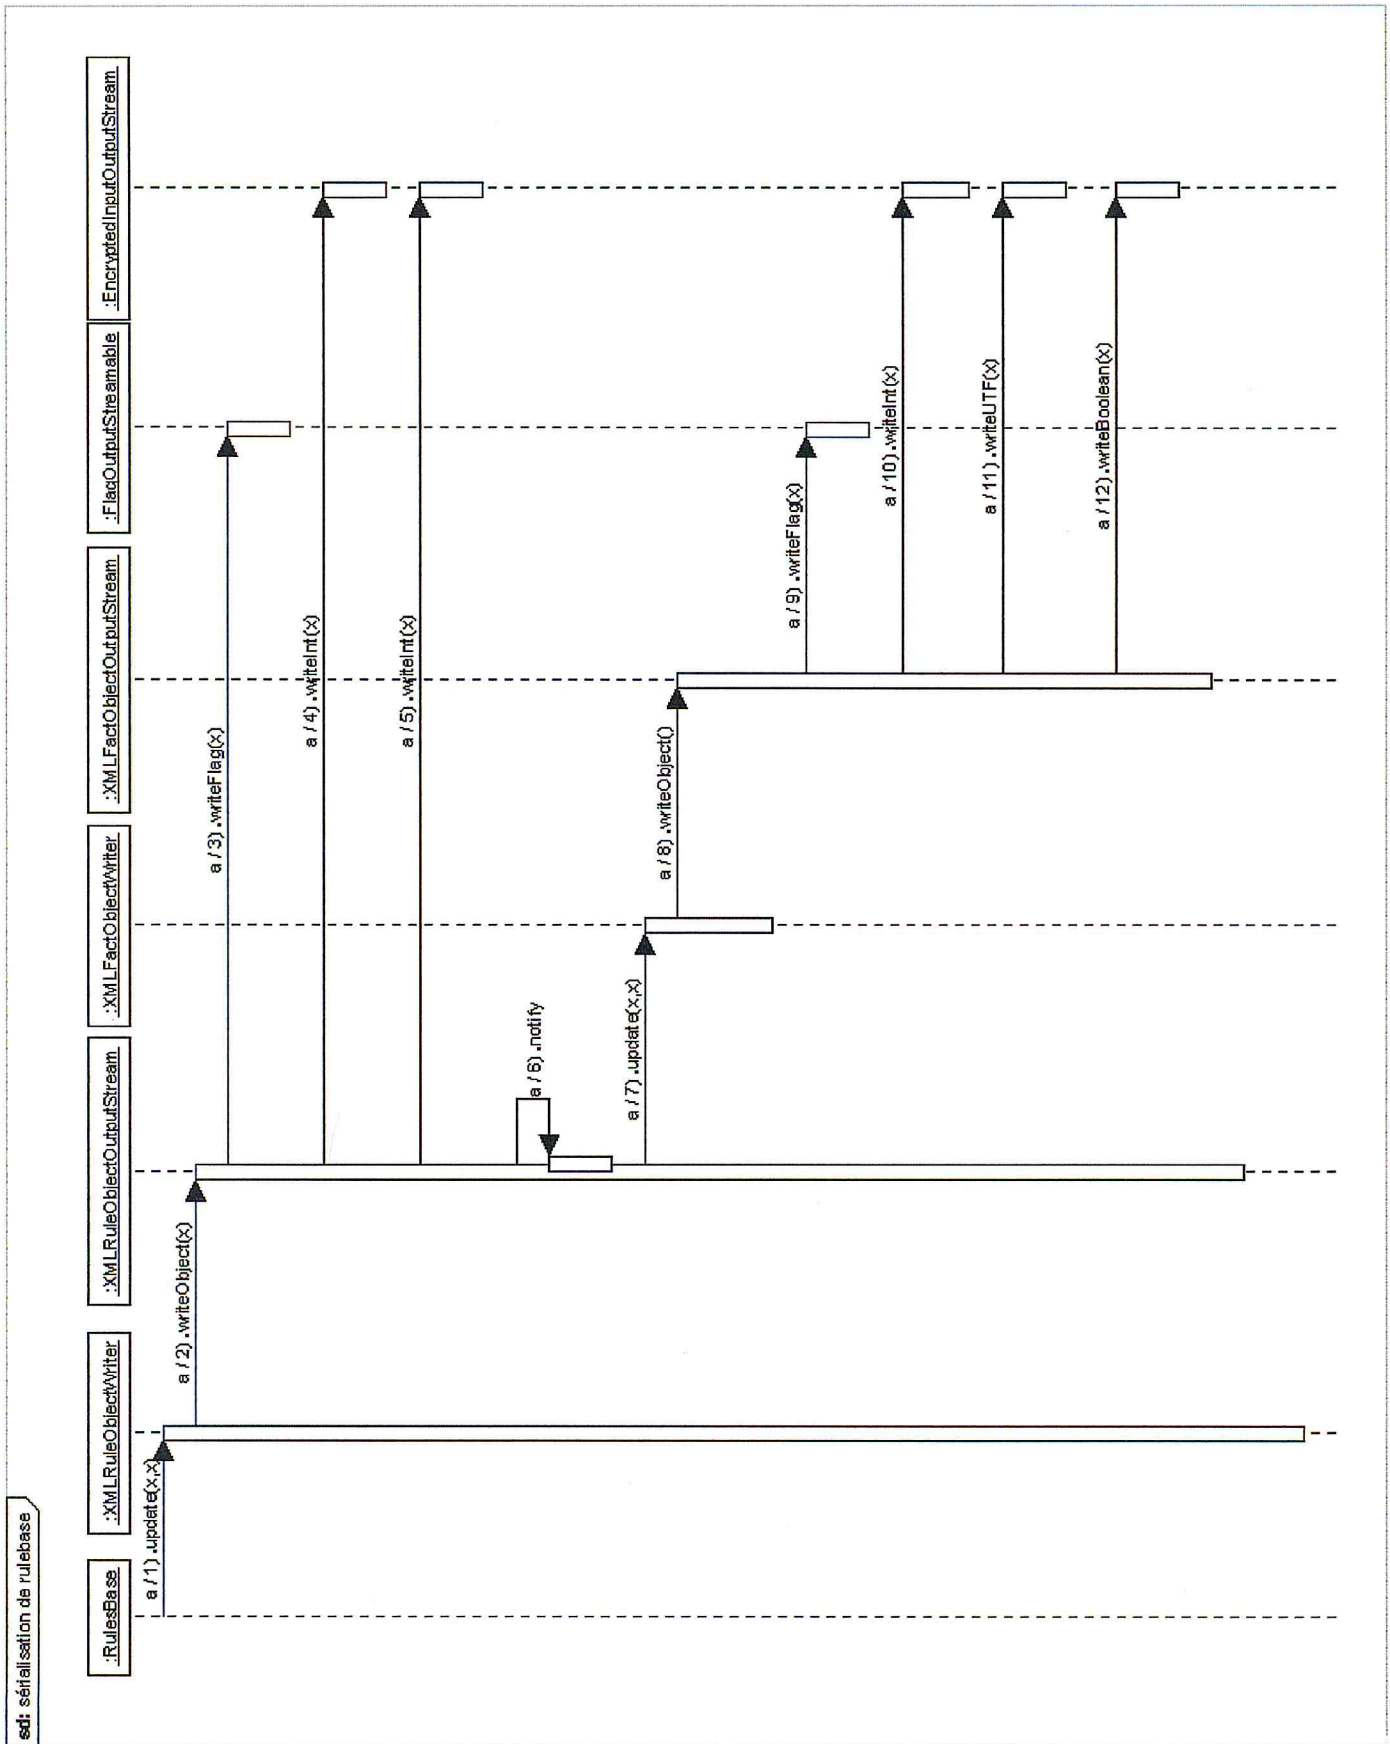 sd: sérialisation de rulebase
:RulesBase
:XMLRuleObjectWriter
:XMLRuleObjectOutputStream
:XMLFactObjectWriter
:XMLFactObjectOutputStream
:FlagOutputStreamable
:EncryptedInputOutputStream
a / 1) .update(x,x)
a / 2) .writeObject(x)
a / 3) .writeFlag(x)
a / 4) .writeInt(x)
a / 5) .writeInt(x)
a / 6) .notify
a / 7) .update(x,x)
a / 8) .writeObject()
a / 9) .writeFlag(x)
a / 10) .writeInt(x)
a / 11) .writeUTF(x)
a / 12) .writeBoolean(x)